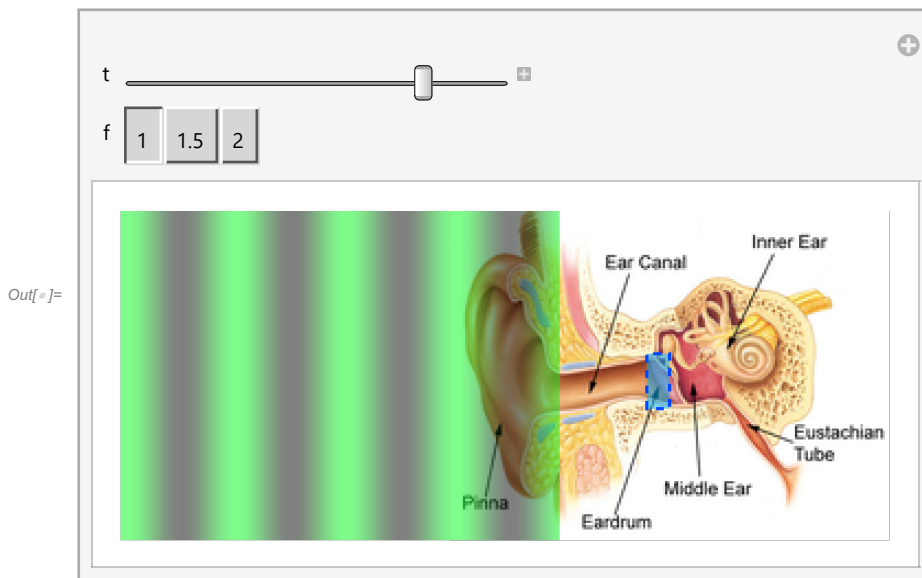 t
f 1 1.5 2
Out[•]=
Inner Ear
Ear Canal
Eustachian
Tube
Middle Ear
Pinna
Eardrum